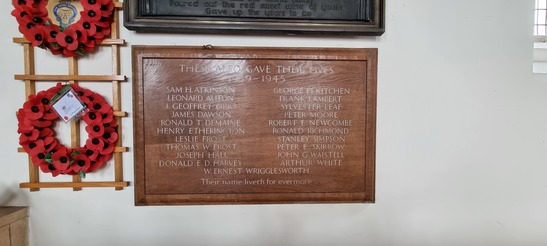 Poured out the red sweet wine of youth
Gave up the years to be
THESE ALSO GAVE THEIR LIVES
1939-1945
SAM H. ATKINSON
LEONARD AUTON
J. GEOFFREY BIRD
JAMES DAWSON
RONALD T. DEMAINE
HENRY ETHERINGTON
LESLIE FROST
THOMAS W. FROST
JOSEPH HALL
DONALD E. D. HARVEY
GEORGE H. KITCHEN
FRANK LAMBERT
SYLVESTER LEAF
PETER MOORE
ROBERT E. NEWCOMBE
RONALD RICHMOND
STANLEY SIMPSON
PETER E. SKIRROW
JOHN G. WAISTELL
ARTHUR WHITE
W. ERNEST WRIGGLESWORTH
Their name liveth for evermore